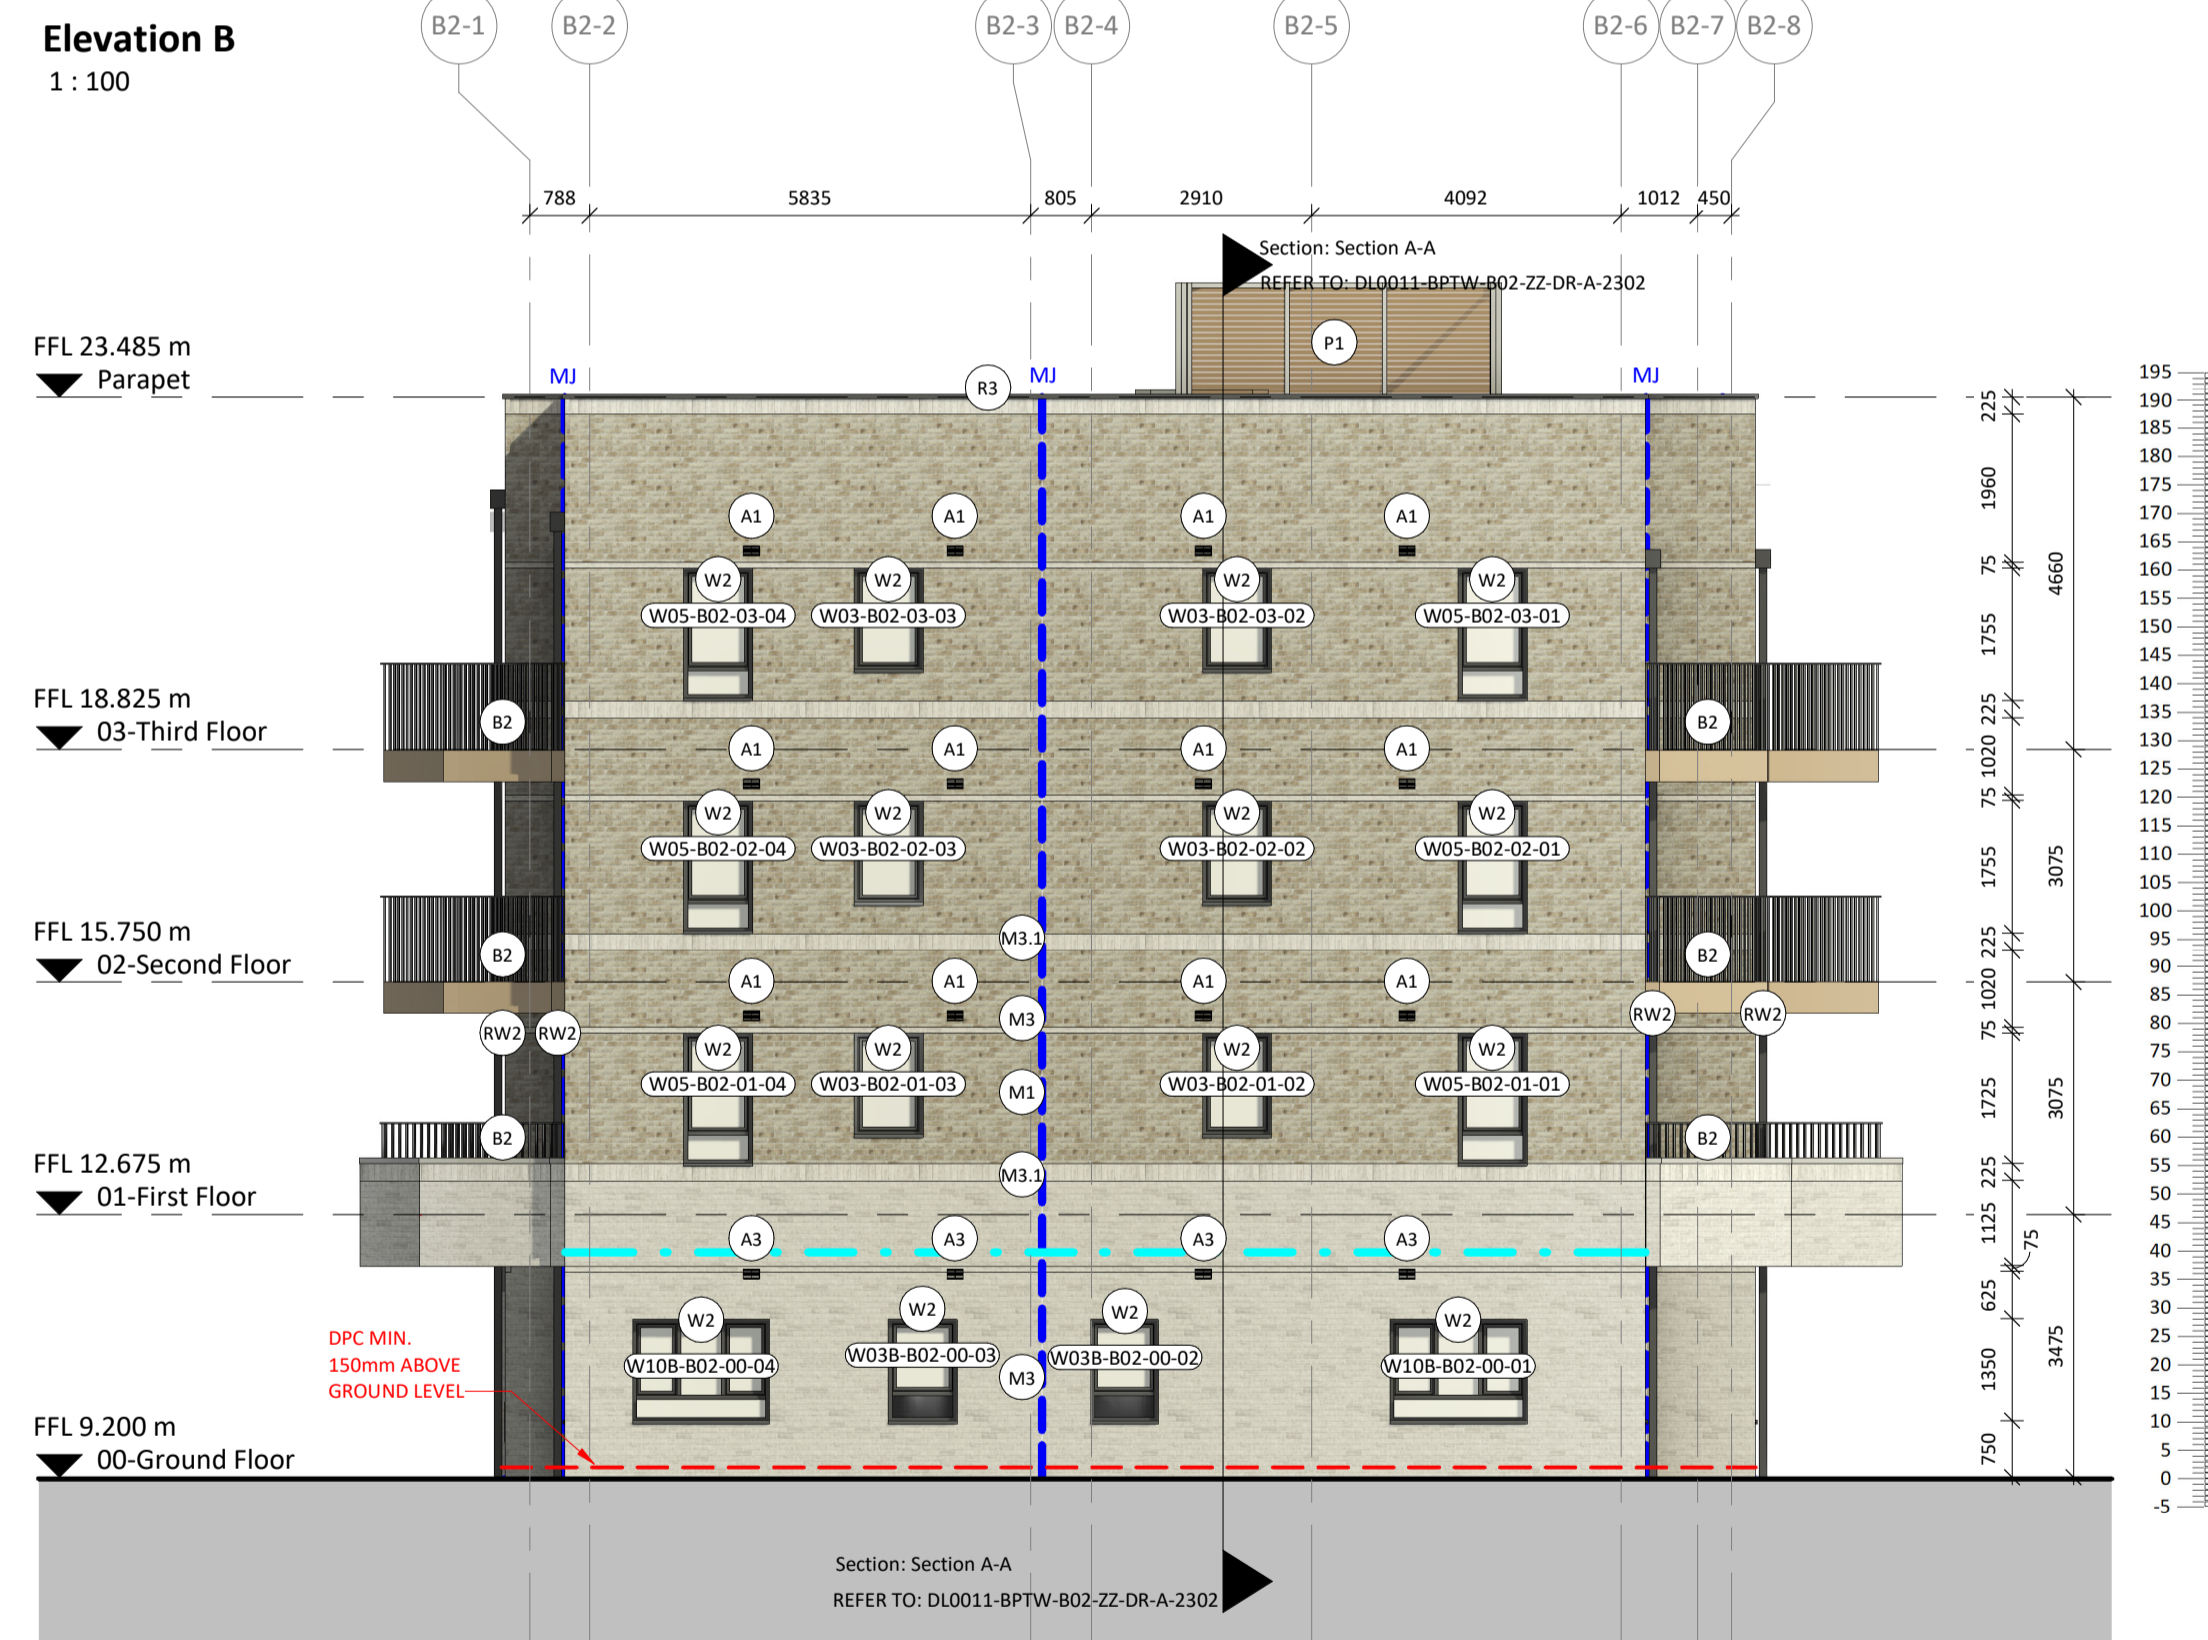 Elevation B
1 : 100
B2-1 B2-2 B2-3 B2-4 B2-5 B2-6 B2-7 B2-8
788 5835 805 2910 4092 1012 450
Section: Section A-A
REFER TO: DL0011-BPTW-B02-ZZ-DR-A-2302
P1
FFL 23.485 m
Parapet
MJ R3 MJ MJ
A1 A1 A1 A1
W2 W2 W2 W2
W05-B02-03-04 W03-B02-03-03 W03-B02-03-02 W05-B02-03-01
FFL 18.825 m
03-Third Floor
B2 B2
A1 A1 A1 A1
W2 W2 W2 W2
W05-B02-02-04 W03-B02-02-03 W03-B02-02-02 W05-B02-02-01
M3.1
FFL 15.750 m
02-Second Floor
B2 B2
A1 A1 A1 A1
RW2 RW2 M3 RW2 RW2
W2 W2 W2 W2
W05-B02-01-04 W03-B02-01-03 M1 W03-B02-01-02 W05-B02-01-01
B2 B2
FFL 12.675 m
01-First Floor
M3.1
A3 A3 A3 A3
W2 W2 W2 W2
DPC MIN.
150mm ABOVE
GROUND LEVEL
W10B-B02-00-04 W03B-B02-00-03 M3 W03B-B02-00-02 W10B-B02-00-01
FFL 9.200 m
00-Ground Floor
Section: Section A-A
REFER TO: DL0011-BPTW-B02-ZZ-DR-A-2302
225
1960
75
1755
225
1020
75
1755
225
1020
75
1725
225
1125
75
625
1350
750
4660
3075
3075
3475
195
190
185
180
175
170
165
160
155
150
145
140
135
130
125
120
115
110
105
100
95
90
85
80
75
70
65
60
55
50
45
40
35
30
25
20
15
10
5
0
-5